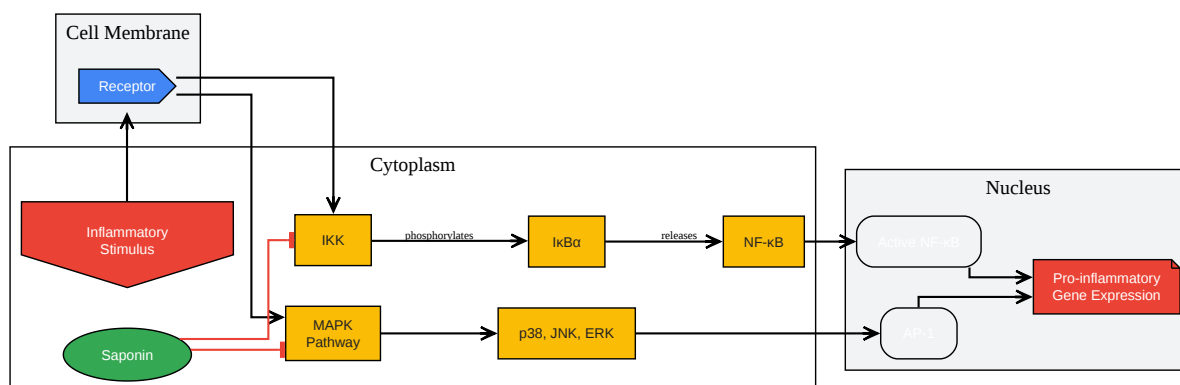 Cell Membrane
Receptor
Cytoplasm
Inflammatory
Stimulus
IKK
phosphorylates
IκBα
releases
NF-κB
Saponin
MAPK
Pathway
p38, JNK, ERK
Nucleus
Active NF-κB
AP-1
Pro-inflammatory
Gene Expression